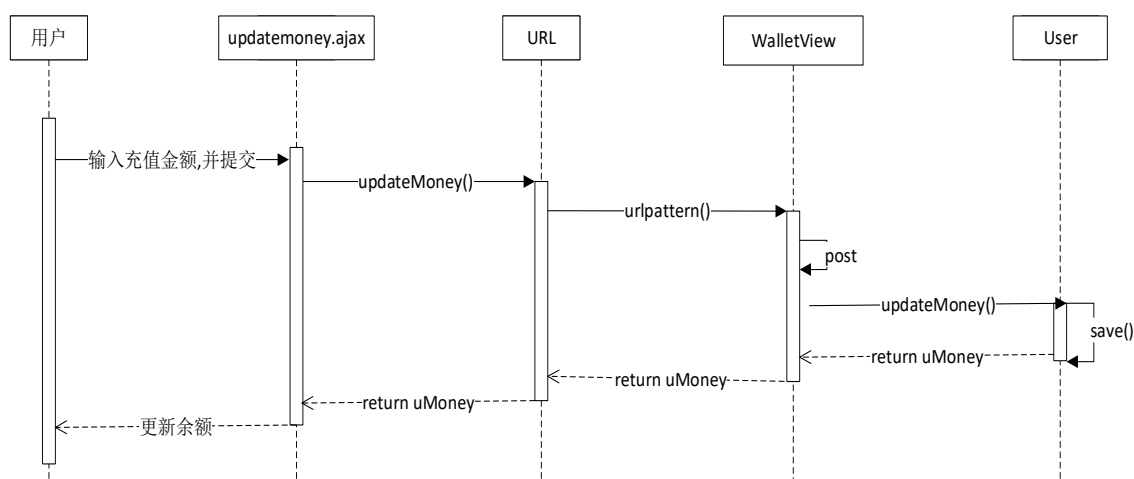 用户
updatemoney.ajax
URL
WalletView
User
输入充值金额,并提交
updateMoney()
urlpattern()
post
updateMoney()
save()
return uMoney
return uMoney
return uMoney
更新余额